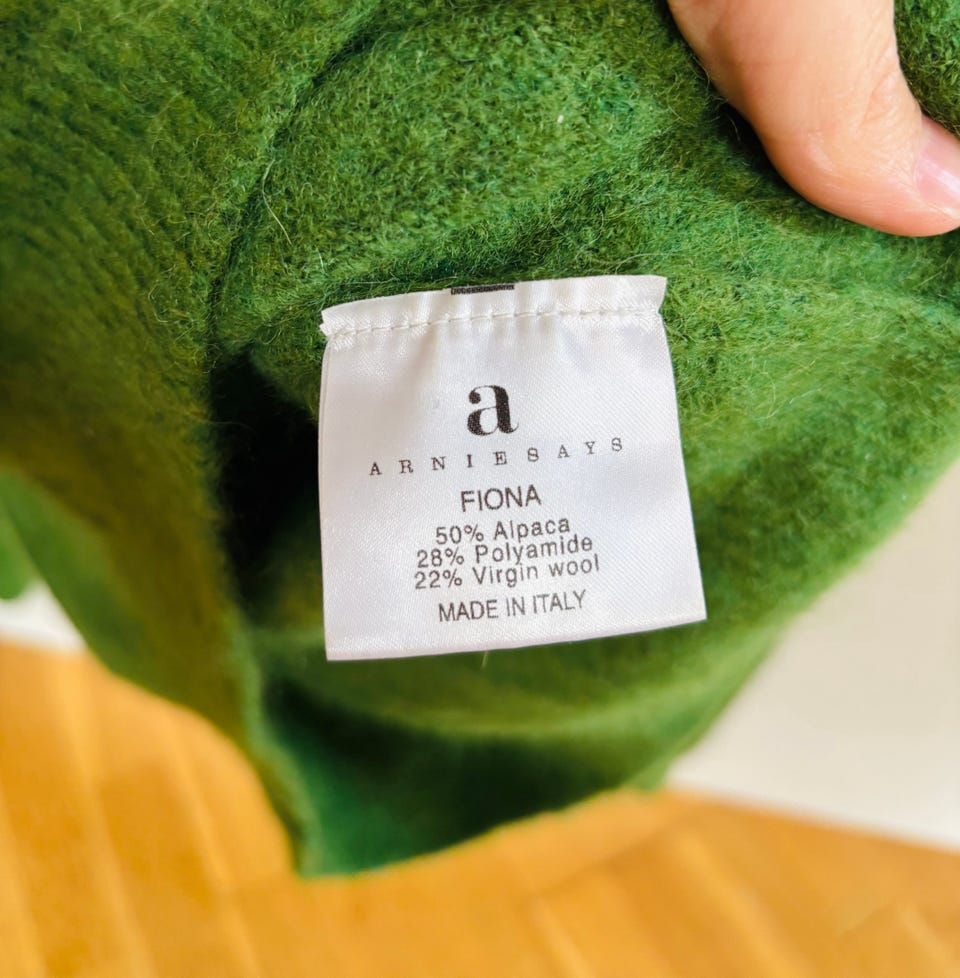 a
ARNIESAYS
FIONA
50% Alpaca
28% Polyamide
22% Virgin wool
MADE IN ITALY